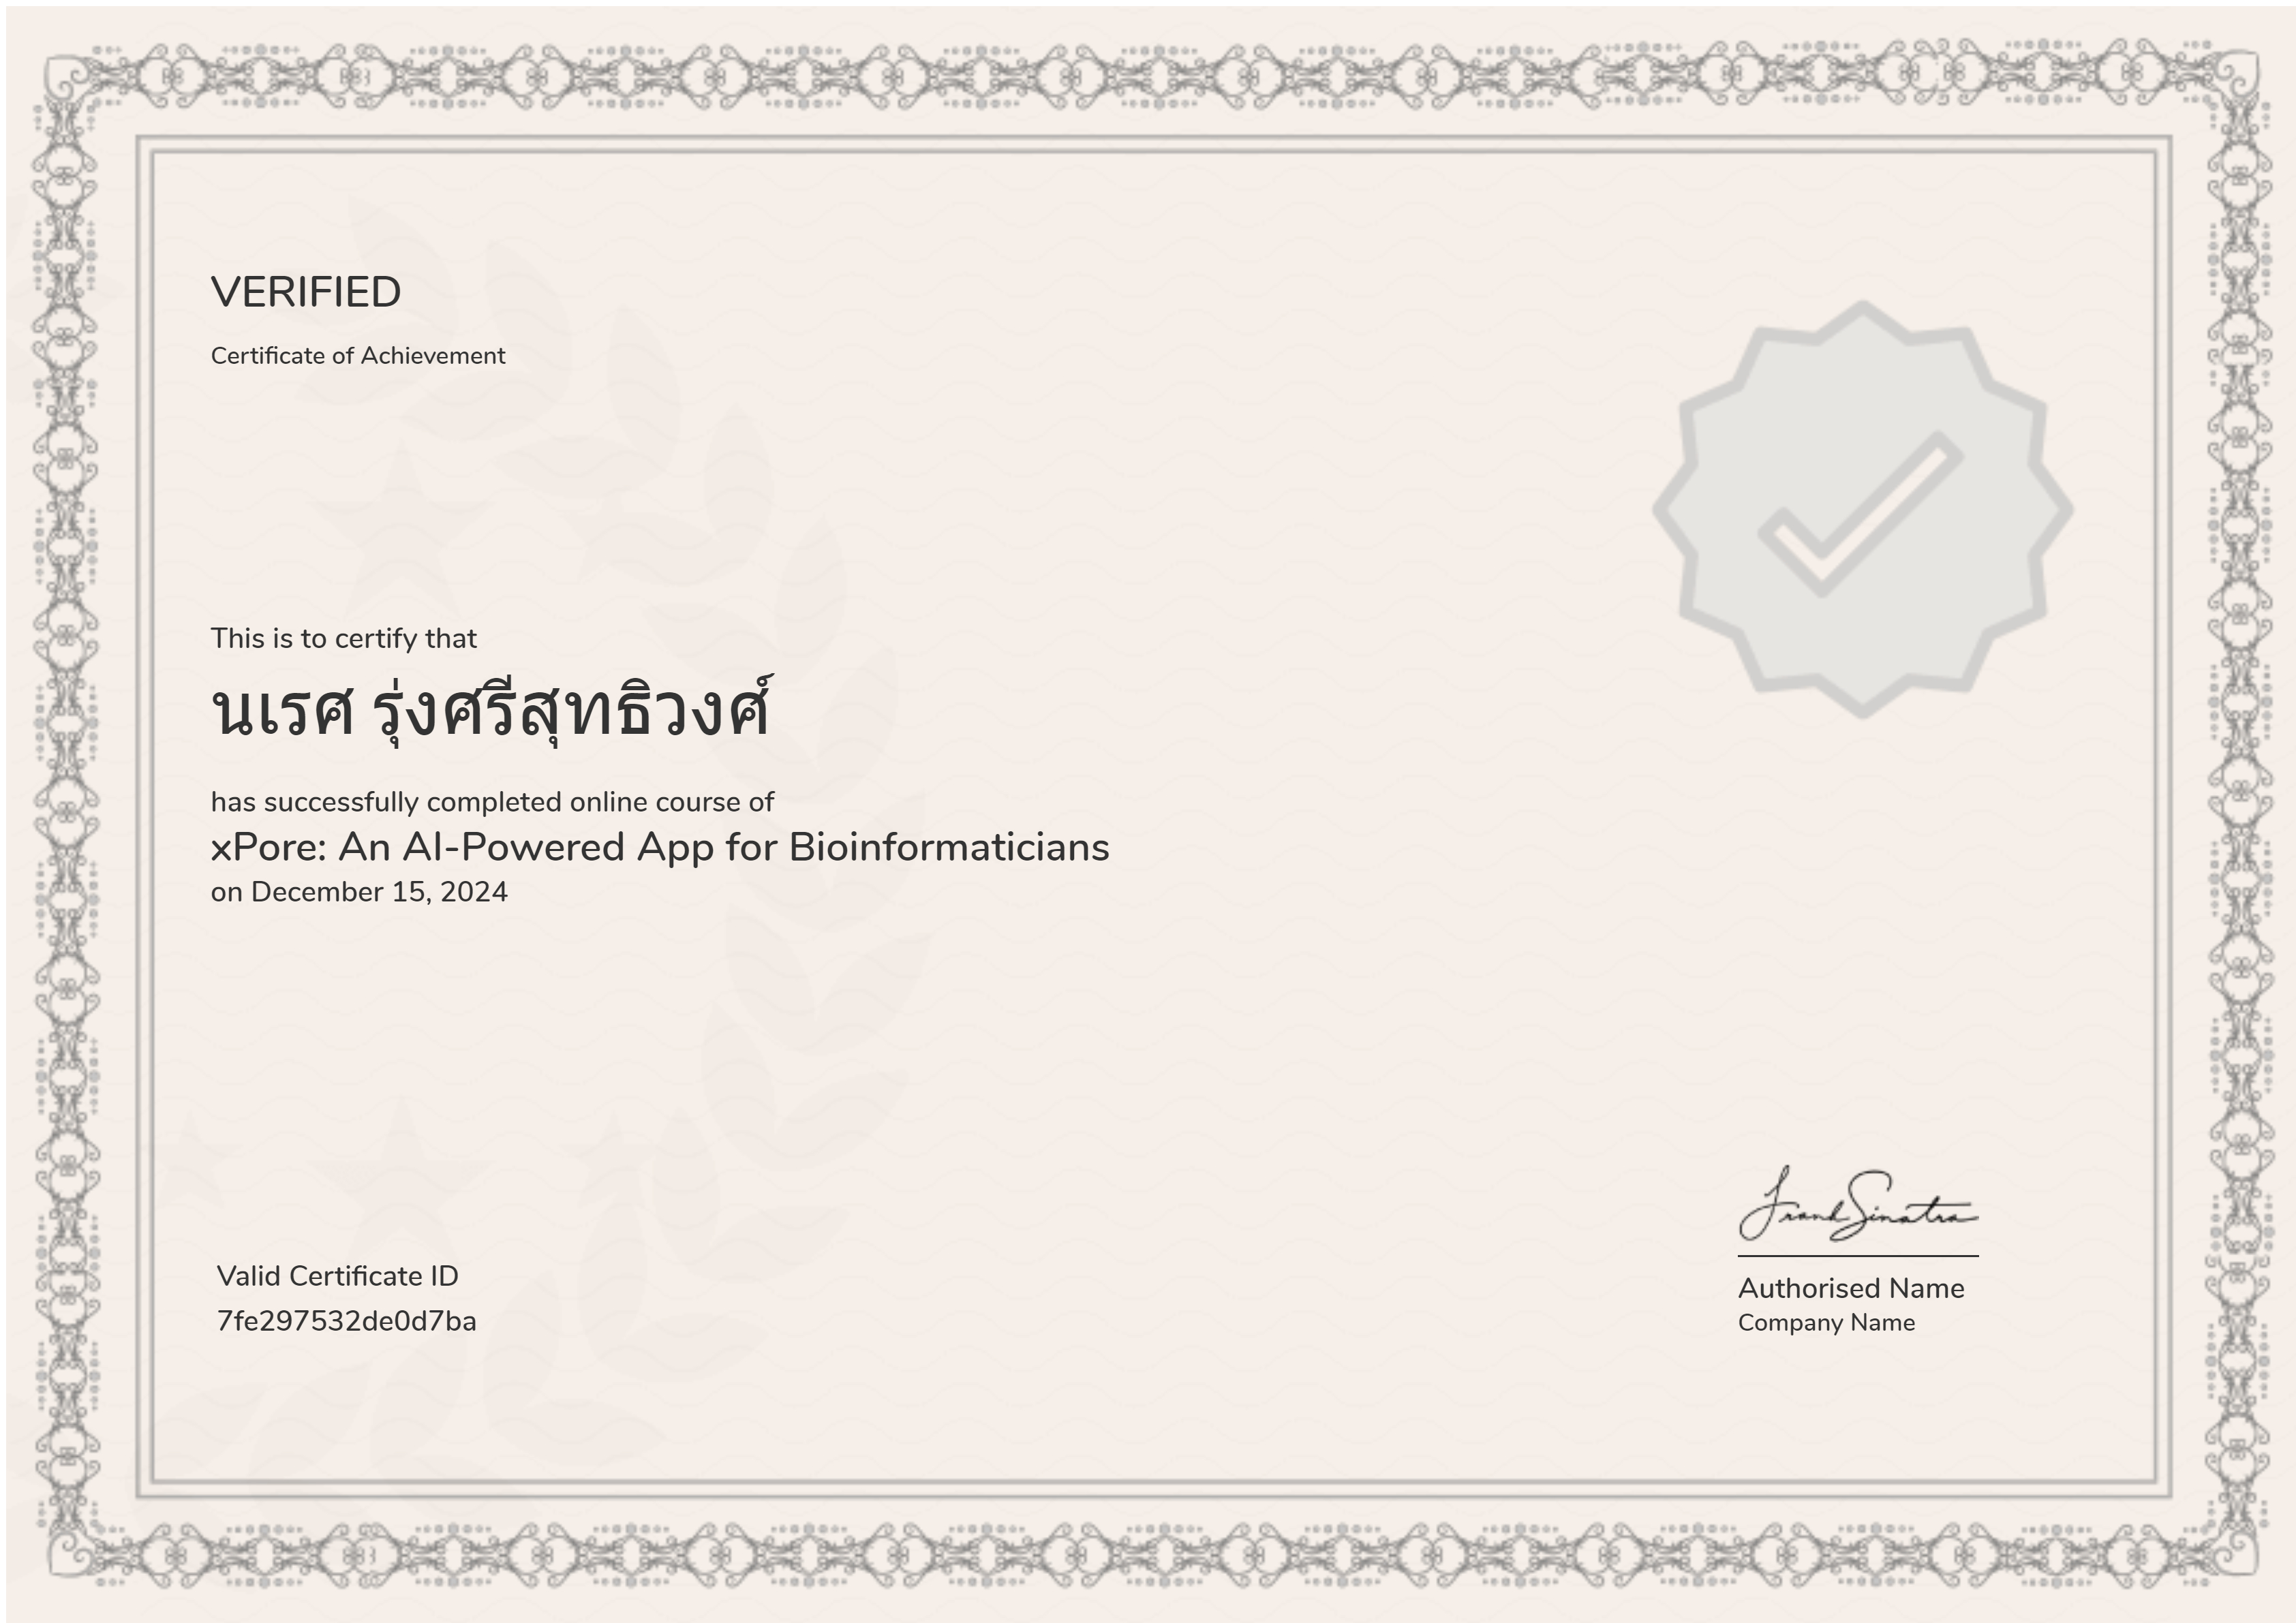 VERIFIED
Certificate of Achievement
This is to certify that
นเรศ รุ่งศรีสุทธิวงศ์
has successfully completed online course of
xPore: An AI-Powered App for Bioinformaticians
on December 15, 2024
Valid Certificate ID
7fe297532de0d7ba
Frank Sinatra
Authorised Name
Company Name